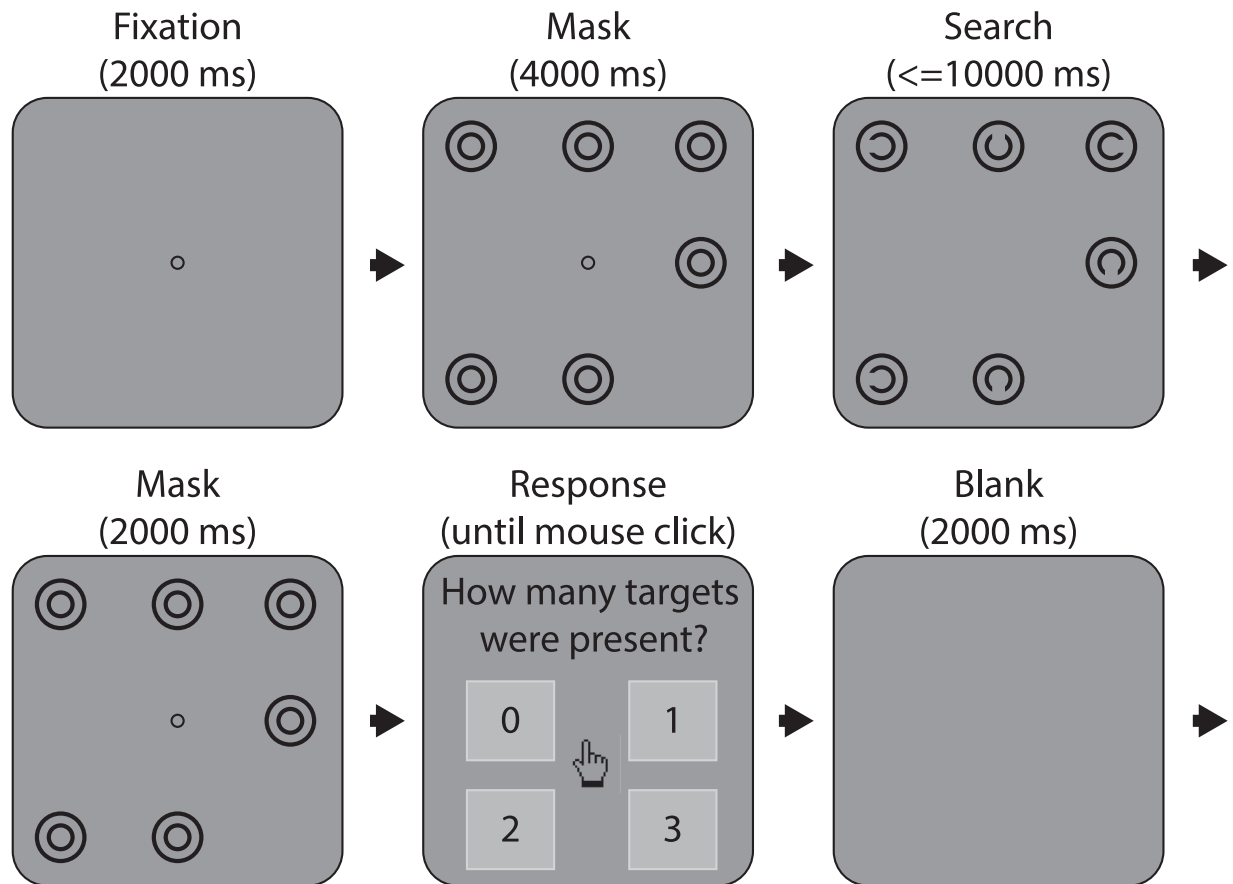 Fixation
(2000 ms)
Mask
(4000 ms)
Search
(<=10000 ms)
Mask
(2000 ms)
Response
(until mouse click)
Blank
(2000 ms)
How many targets
were present?
0
1
2
3